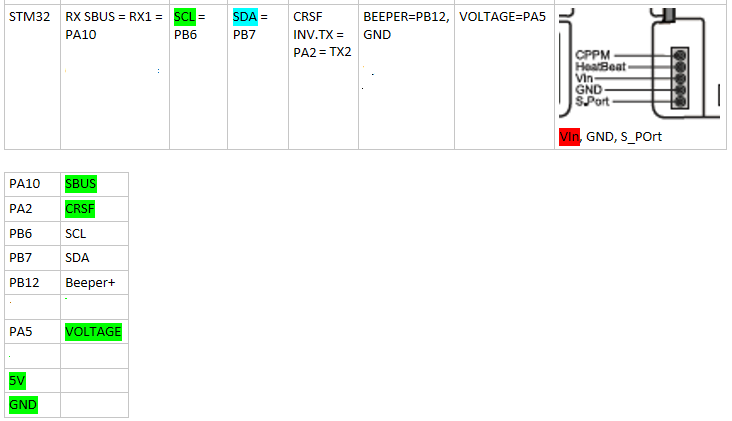 STM32
RX SBUS = RX1 =
PA10
SCL =
PB6
SDA =
PB7
CRSF
INV.TX =
PA2 = TX2
BEEPER=PB12,
GND
VOLTAGE=PA5
CPPM
HeatBeat
Vin
GND
S.Port
VIn, GND, S_POrt
PA10 SBUS
PA2 CRSF
PB6 SCL
PB7 SDA
PB12 Beeper+
PA5 VOLTAGE
5V
GND